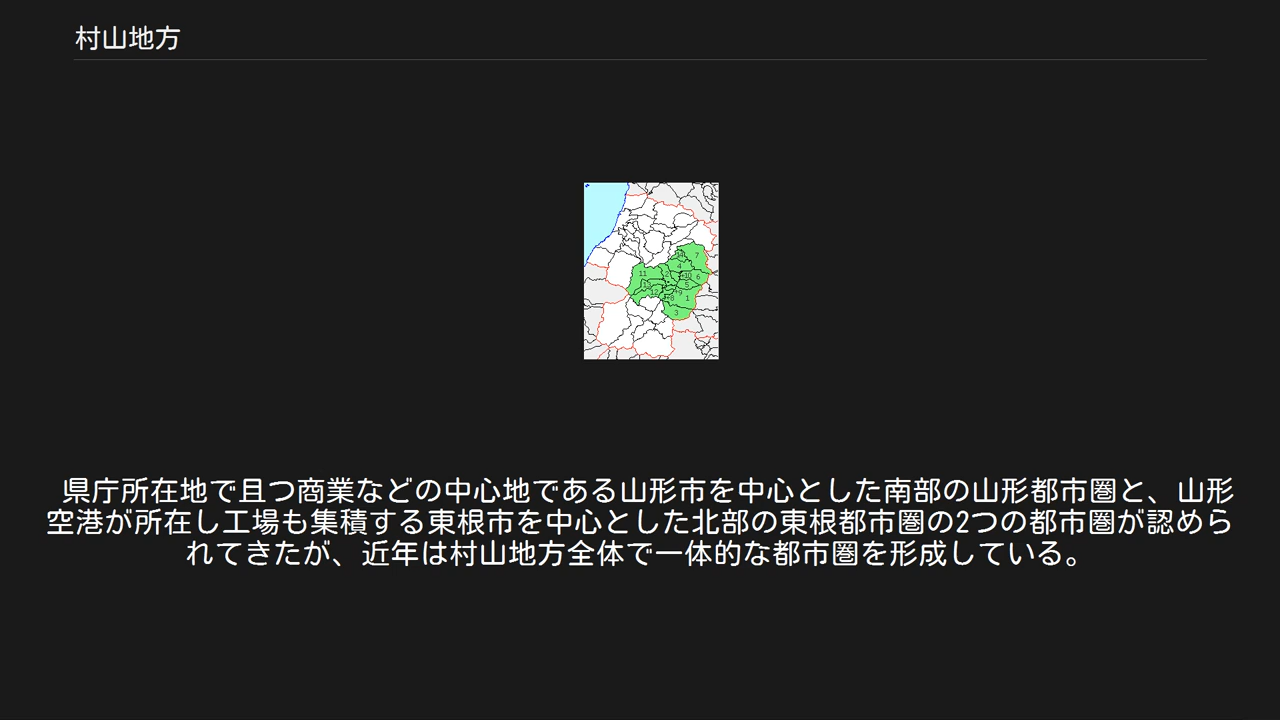 村山地方
県庁所在地で且つ商業などの中心地である山形市を中心とした南部の山形都市圏と、山形
空港が所在し工場も集積する東根市を中心とした北部の東根都市圏の2つの都市圏が認めら
れてきたが、近年は村山地方全体で一体的な都市圏を形成している。